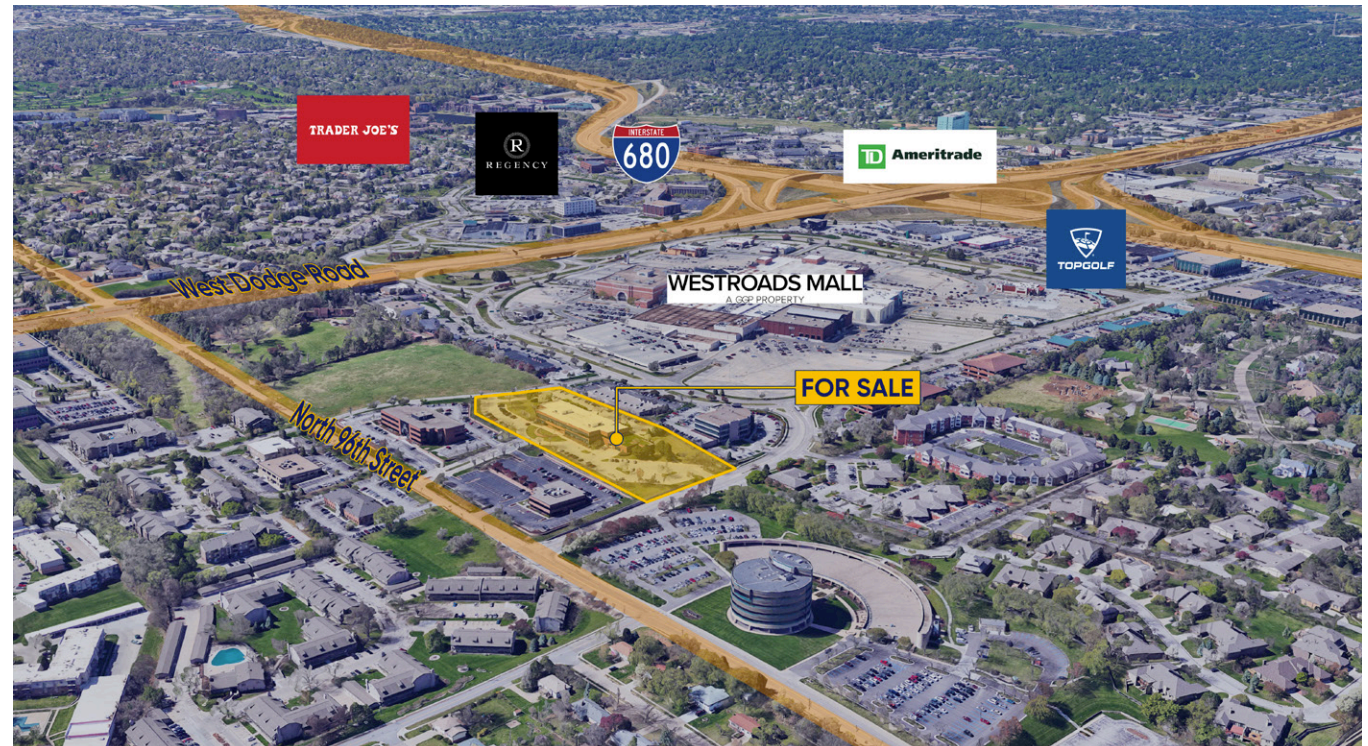 TRADER JOE'S
R
REGENCY
INTERSTATE
680
TD Ameritrade
TOPGOLF
West Dodge Road
WESTROADS MALL
A GGP PROPERTY
FOR SALE
North 96th Street